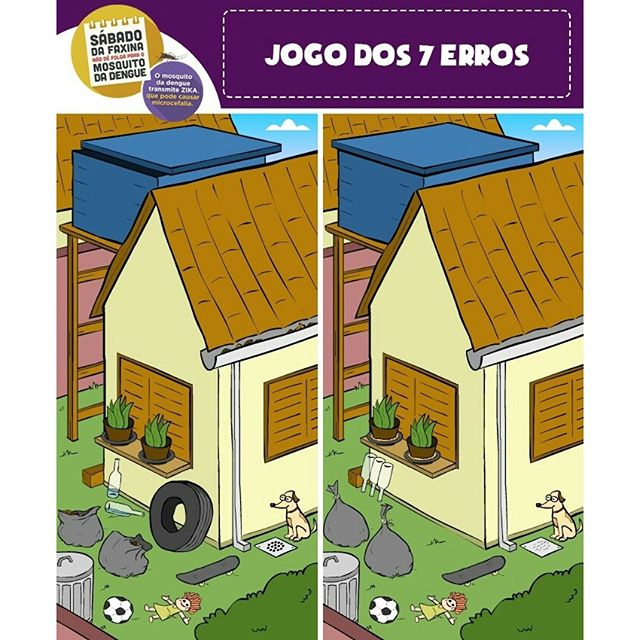 SÁBADO
DA FAXINA
NÃO DÊ FOLGA PARA O
MOSQUITO
DA DENGUE
O mosquito
da dengue
transmite ZIKA,
que pode causar
microcefalia.
JOGO DOS 7 ERROS